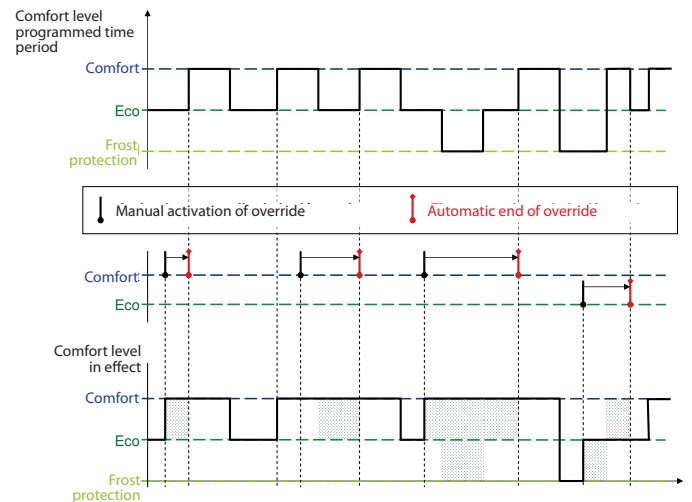 Comfort level
programmed time
period
Comfort
Eco
Frost
protection
Manual activation of override
Automatic end of override
Comfort
Eco
Comfort level
in effect
Comfort
Eco
Frost
protection